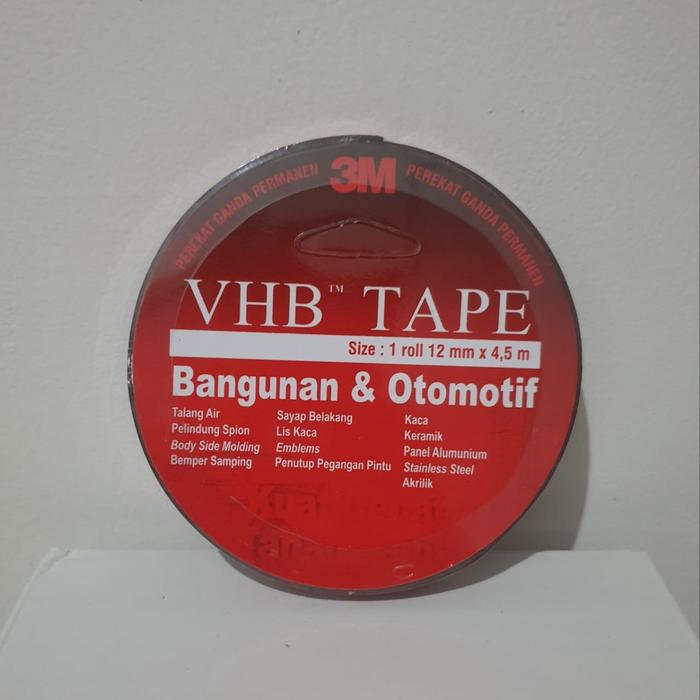 PEREKAT GANDA PERMANEN 3M PEREKAT GANDA PERMANEN
VHB™ TAPE
Size : 1 roll 12 mm x 4,5 m
Bangunan & Otomotif
Talang Air
Pelindung Spion
Body Side Molding
Bemper Samping
Sayap Belakang
Lis Kaca
Emblems
Penutup Pegangan Pintu
Kaca
Keramik
Panel Alumunium
Stainless Steel
Akrilik